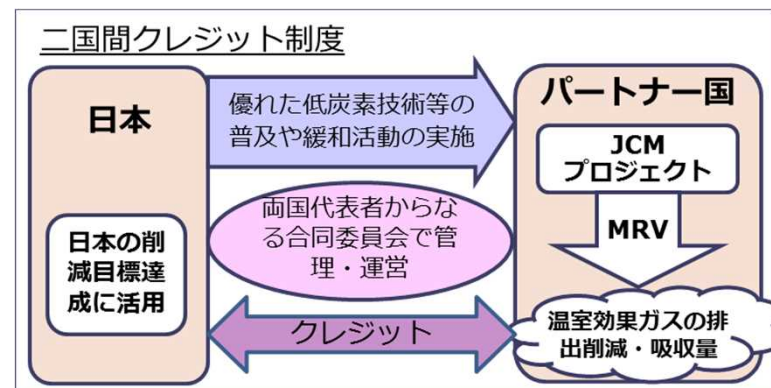 二国間クレジット制度
日本
優れた低炭素技術等の
普及や緩和活動の実施
パートナー国
JCM
プロジェクト
両国代表者からな
る合同委員会で管
理・運営
MRV
日本の削
減目標達
成に活用
クレジット
温室効果ガスの排
出削減・吸収量